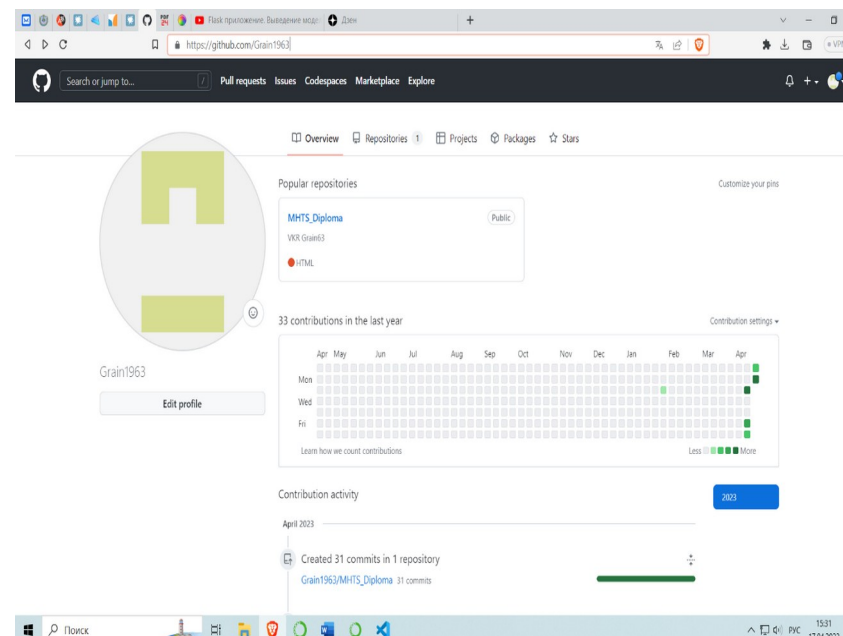 Flask приложение. Выведение моде
Дзен
https://github.com/Grain1963
VPN
Search or jump to...
/
Pull requests Issues Codespaces Marketplace Explore
Overview Repositories 1 Projects Packages Stars
Popular repositories
Customize your pins
MHTS_Diploma
Public
VKR Grain63
HTML
33 contributions in the last year
Contribution settings
Apr May Jun Jul Aug Sep Oct Nov Dec Jan Feb Mar Apr
Mon
Wed
Fri
Learn how we count contributions
Less More
Grain1963
Edit profile
Contribution activity
2023
April 2023
Created 31 commits in 1 repository
Grain1963/MHTS_Diploma 31 commits
Поиск
РУС
15:31
17.04.2023